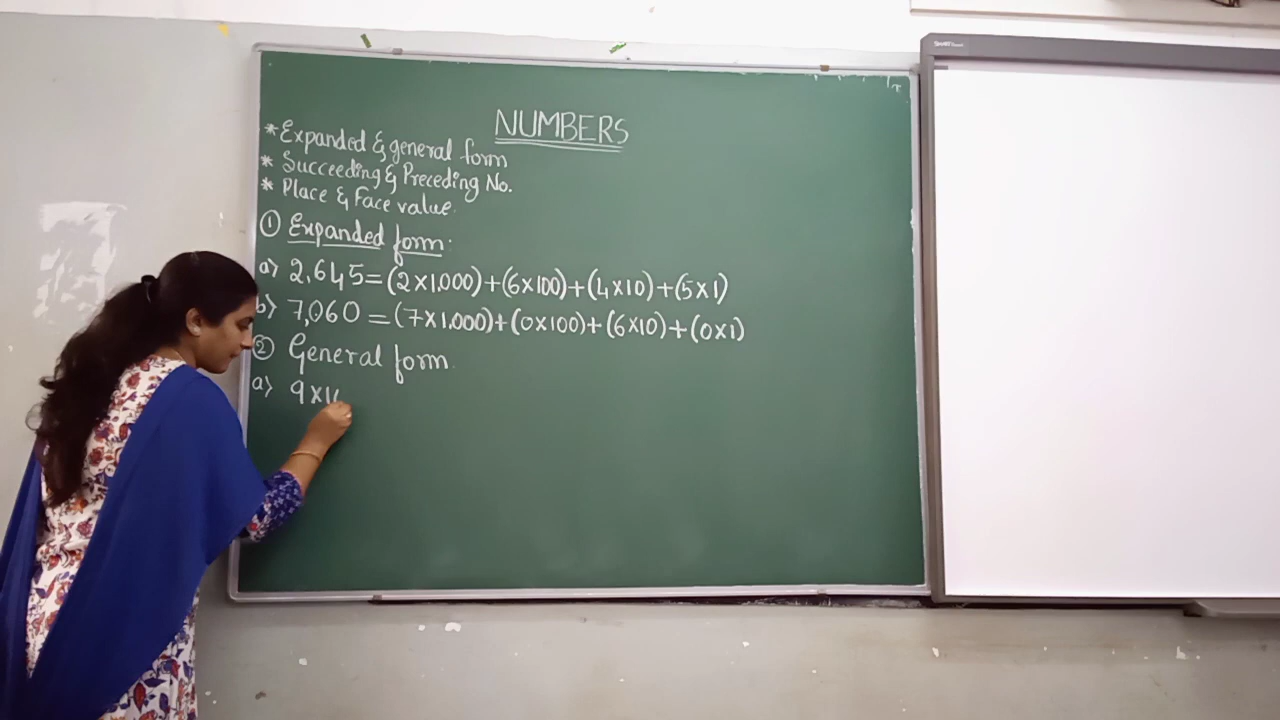 NUMBERS
* Expanded & general form
* Succeeding & Preceding No.
* Place & Face value.
① Expanded form:
a) 2,645=(2×1,000)+(6×100)+(4×10)+(5×1)
b) 7,060=(7×1,000)+(0×100)+(6×10)+(0×1)
② General form.
a) 9×1